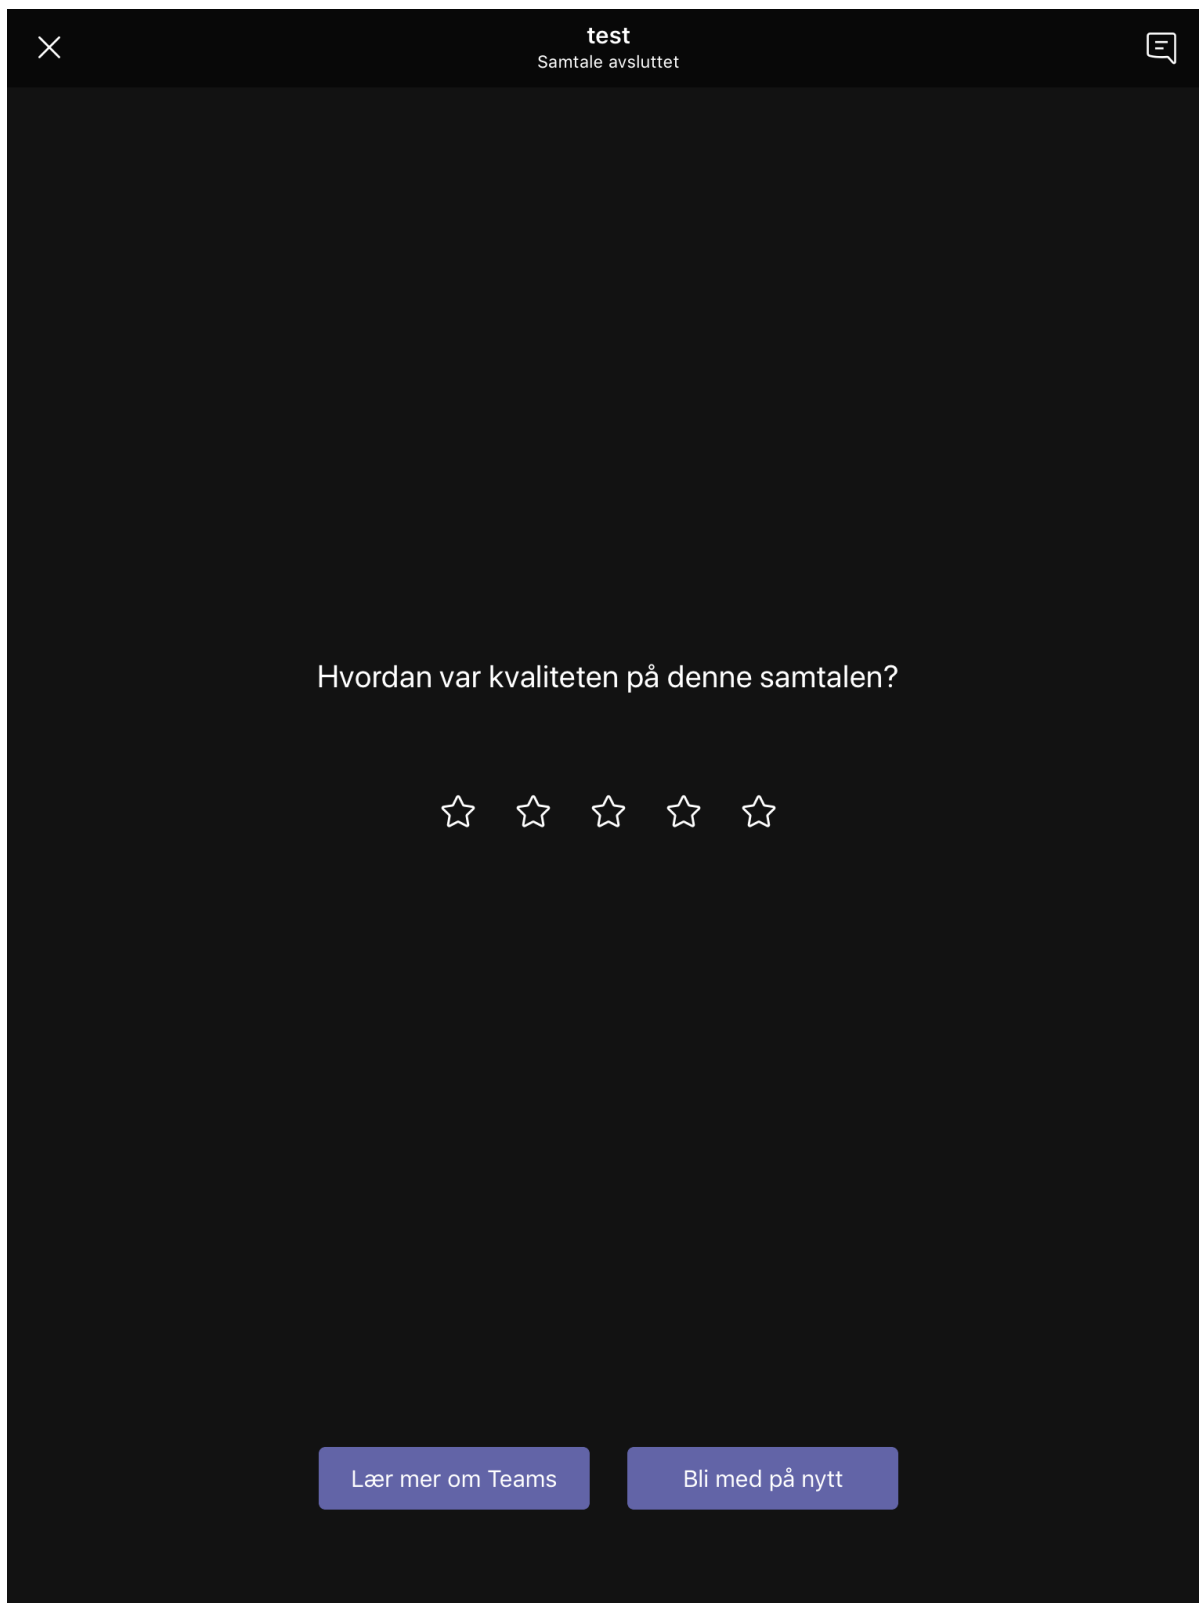 test
Samtale avsluttet
Hvordan var kvaliteten på denne samtalen?
Lær mer om Teams
Bli med på nytt